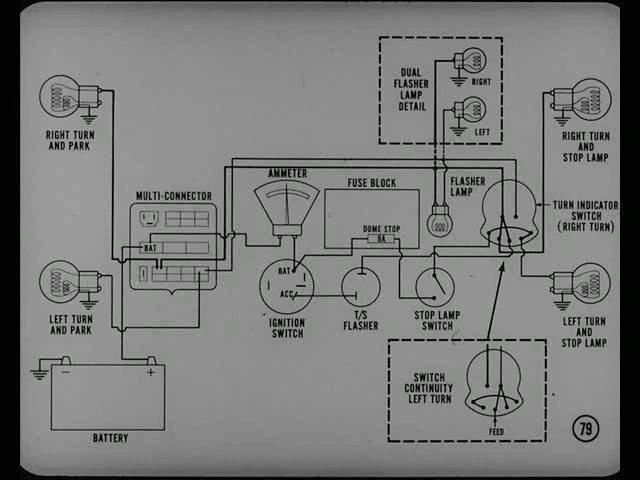 DUAL
FLASHER
LAMP
DETAIL
RIGHT
LEFT
RIGHT TURN
AND PARK
RIGHT TURN
AND
STOP LAMP
AMMETER
MULTI-CONNECTOR
FUSE BLOCK
FLASHER
LAMP
TURN INDICATOR
SWITCH
(RIGHT TURN)
DOME STOP
6A
BAT
BAT
ACC
LEFT TURN
AND PARK
IGNITION
SWITCH
T/S
FLASHER
STOP LAMP
SWITCH
LEFT TURN
AND
STOP LAMP
SWITCH
CONTINUITY
LEFT TURN
FEED
- +
BATTERY
79